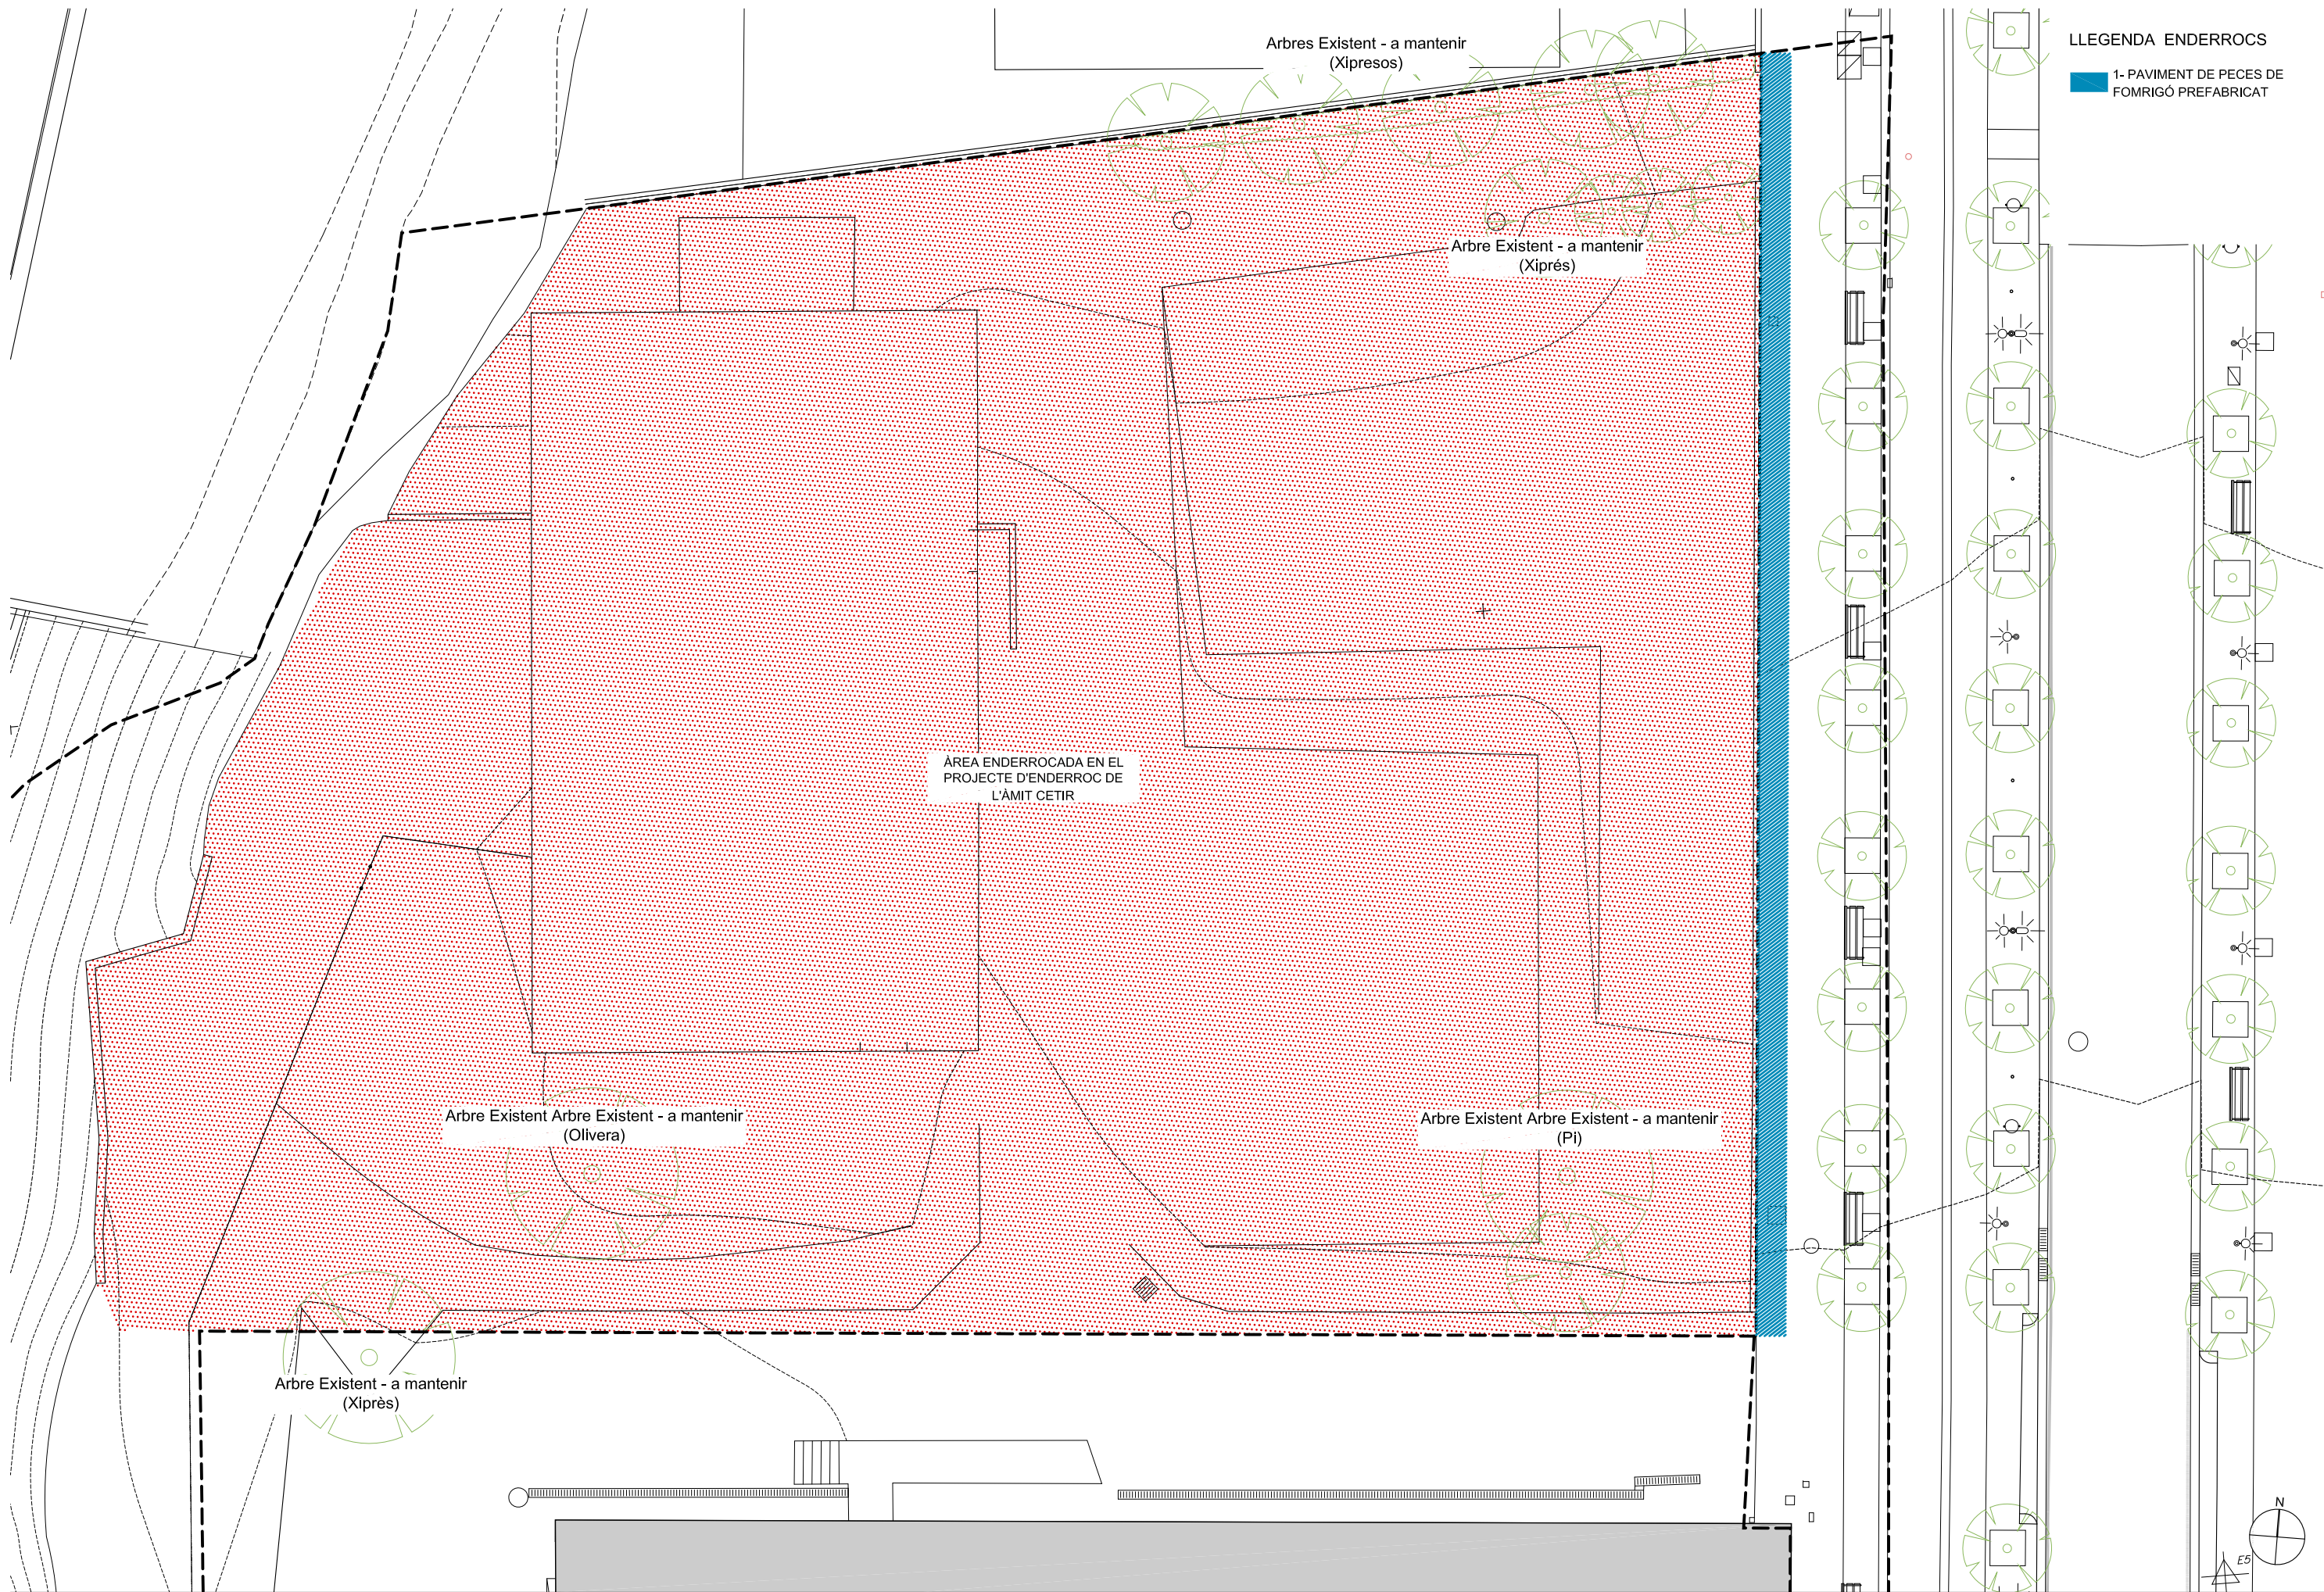 Arbres Existent - a mantenir
(Xipresos)
LLEGENDA ENDERROCS
1- PAVIMENT DE PECES DE
FOMRIGÓ PREFABRICAT
Arbre Existent - a mantenir
(Xiprés)
ÀREA ENDERROCADA EN EL
PROJECTE D'ENDERROC DE
L'ÀMIT CETIR
Arbre Existent Arbre Existent - a mantenir
(Olivera)
Arbre Existent Arbre Existent - a mantenir
(Pi)
Arbre Existent - a mantenir
(Xiprès)
N
E5